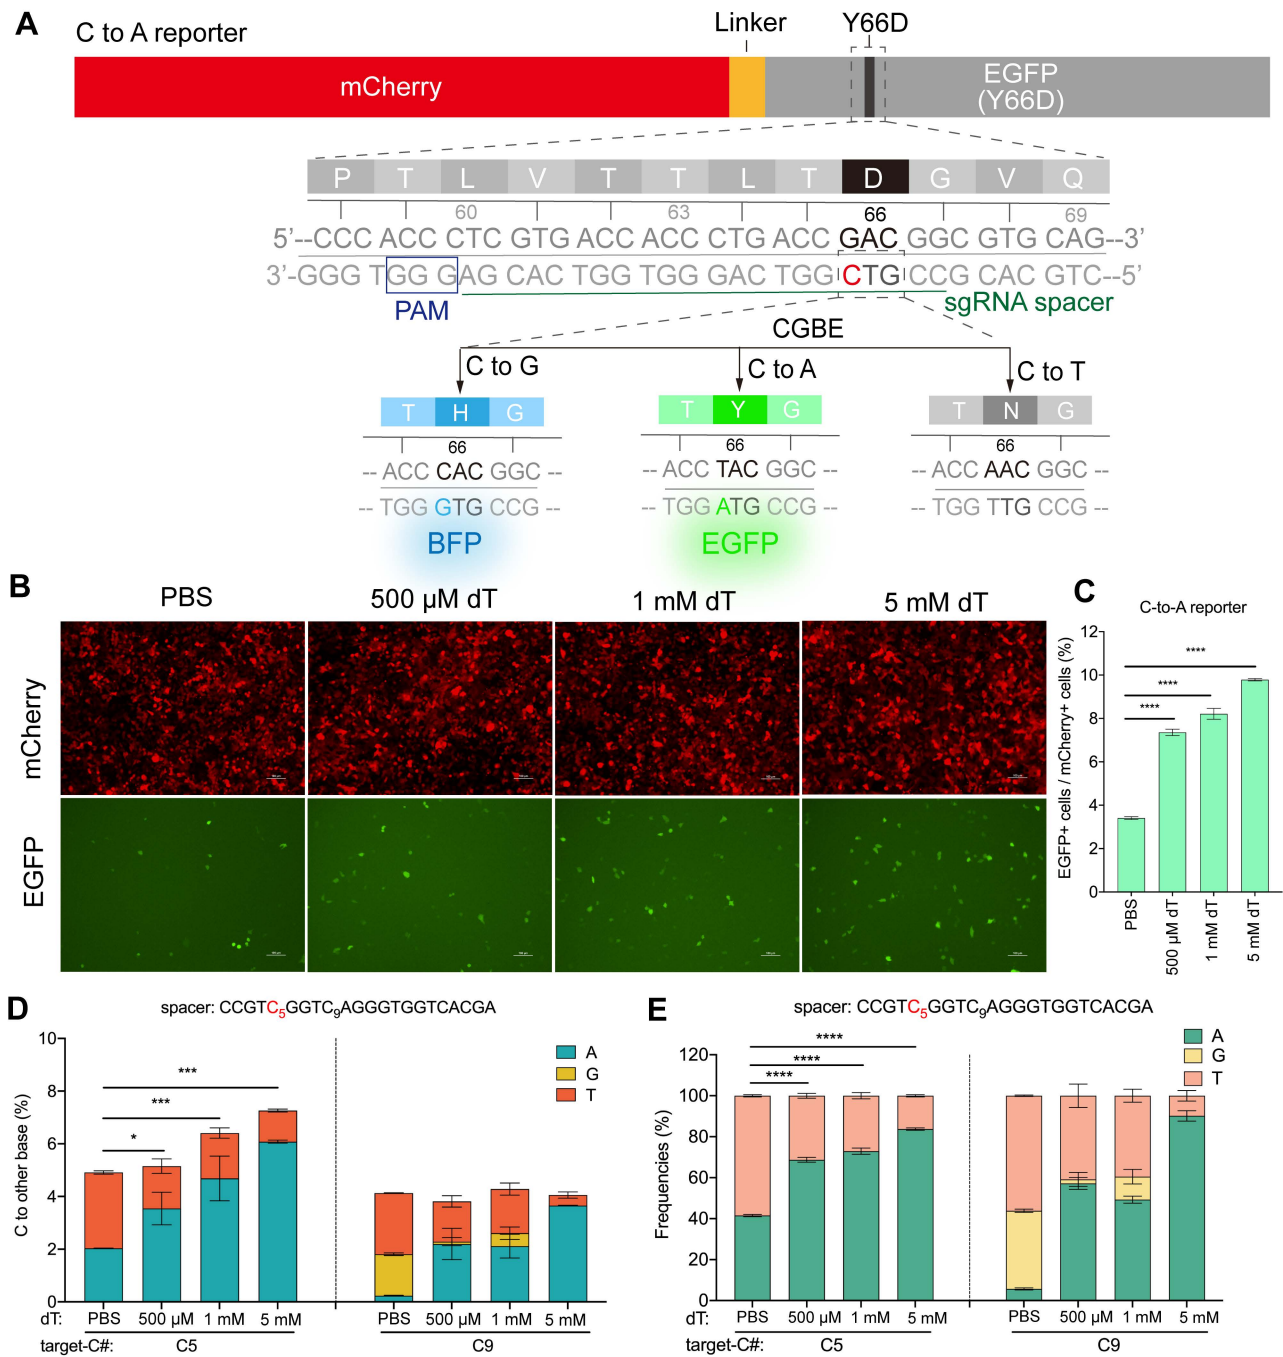 A
C to A reporter
Linker
Y66D
mCherry
EGFP
(Y66D)
P T L V T T L T D G V Q
60 63 66 69
5’--CCC ACC CTC GTG ACC ACC CTG ACC GAC GGC GTG CAG--3’
3’-GGG TGGG GAGCAC TGG TGG GAC TGG CTG CCG CAC GTC--5’
PAM
sgRNA spacer
CGBE
C to G
C to A
C to T
T H G
T Y G
T N G
66
66
66
-- ACC CAC GGC --
-- ACC TAC GGC --
-- ACC AAC GGC --
-- TGG GTG CCG --
-- TGG ATG CCG --
-- TGG TTG CCG --
BFP
EGFP
B
PBS
500 µM dT
1 mM dT
5 mM dT
mCherry
EGFP
C
C-to-A reporter
EGFP+ cells / mCherry+ cells (%)
12
10
8
6
4
2
0
****
****
****
PBS
500 µM dT
1 mM dT
5 mM dT
D
spacer: CCGTC5GGTC9AGGGTGGTCACGA
C to other base (%)
10
8
6
4
2
0
***
***
*
A
G
T
dT: PBS 500 µM 1 mM 5 mM PBS 500 µM 1 mM 5 mM
target-C#: C5 C9
E
spacer: CCGTC5GGTC9AGGGTGGTCACGA
Frequencies (%)
120
100
80
60
40
20
0
****
****
****
A
G
T
dT: PBS 500 µM 1 mM 5 mM PBS 500 µM 1 mM 5 mM
target-C#: C5 C9